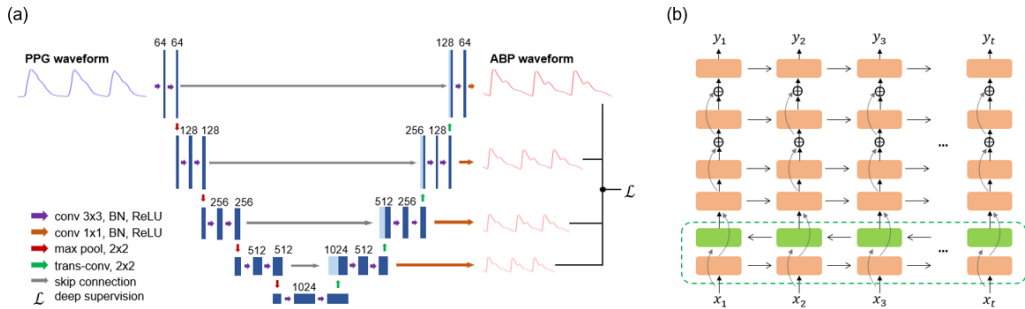 (a)
PPG waveform
64 64
128 64
ABP waveform
128 128
256 128
256 256
512 256
512 512
1024 512
1024
ℒ
conv 3x3, BN, ReLU
conv 1x1, BN, ReLU
max pool, 2x2
trans-conv, 2x2
skip connection
ℒ deep supervision
(b)
y₁ y₂ y₃ yₜ
...
...
x₁ x₂ x₃ xₜ